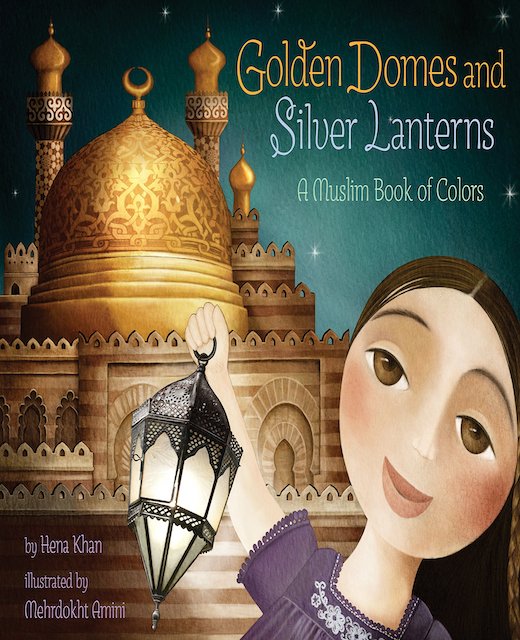 Golden Domes and
Silver Lanterns
A Muslim Book of Colors
by Hena Khan
illustrated by
Mehrdokht Amini